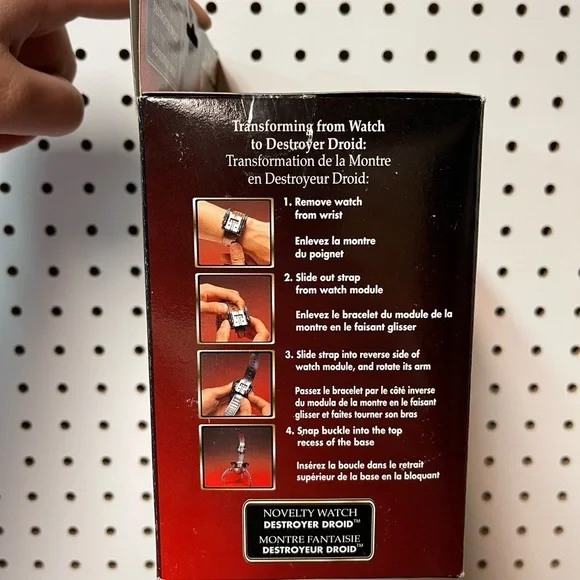 Transforming from Watch
to Destroyer Droid:
Transformation de la Montre
en Destroyeur Droid:
1. Remove watch
from wrist
Enlevez la montre
du poignet
2. Slide out strap
from watch module
Enlevez le bracelet du module de la
montre en le faisant glisser
3. Slide strap into reverse side of
watch module, and rotate its arm
Passez le bracelet par le côté inverse
du modula de la montre en le faisant
glisser et faites tourner son bras
4. Snap buckle into the top
recess of the base
Insérez la boucle dans le retrait
supérieur de la base en la bloquant
NOVELTY WATCH
DESTROYER DROID™
MONTRE FANTAISIE
DESTROYEUR DROID™